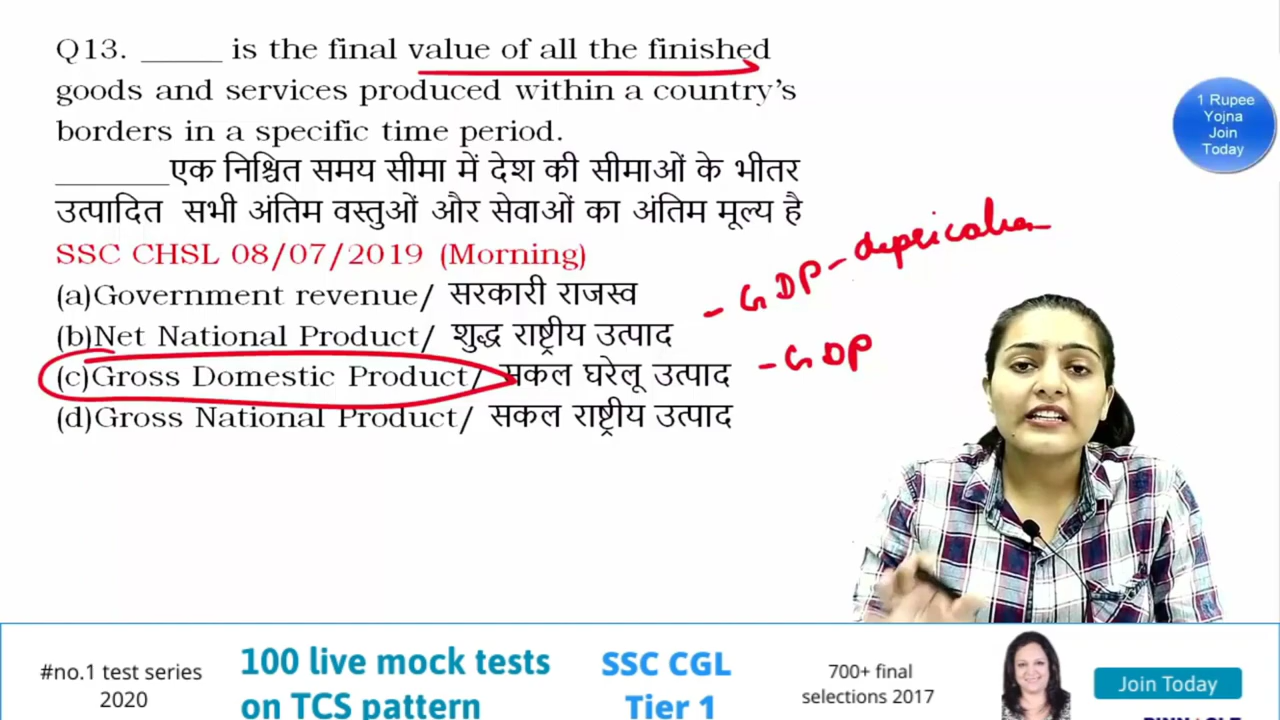 Q13. _____ is the final value of all the finished
goods and services produced within a country's
borders in a specific time period.
_______एक निश्चित समय सीमा में देश की सीमाओं के भीतर
उत्पादित सभी अंतिम वस्तुओं और सेवाओं का अंतिम मूल्य है
SSC CHSL 08/07/2019 (Morning)
(a)Government revenue/ सरकारी राजस्व
(b)Net National Product/ शुद्ध राष्ट्रीय उत्पाद
- GDP - deprication
(c)Gross Domestic Product/ सकल घरेलू उत्पाद
- GDP
(d)Gross National Product/ सकल राष्ट्रीय उत्पाद
1 Rupee
Yojna
Join
Today
#no.1 test series
2020
100 live mock tests
on TCS pattern
SSC CGL
Tier 1
700+ final
selections 2017
Join Today
PINNACLE